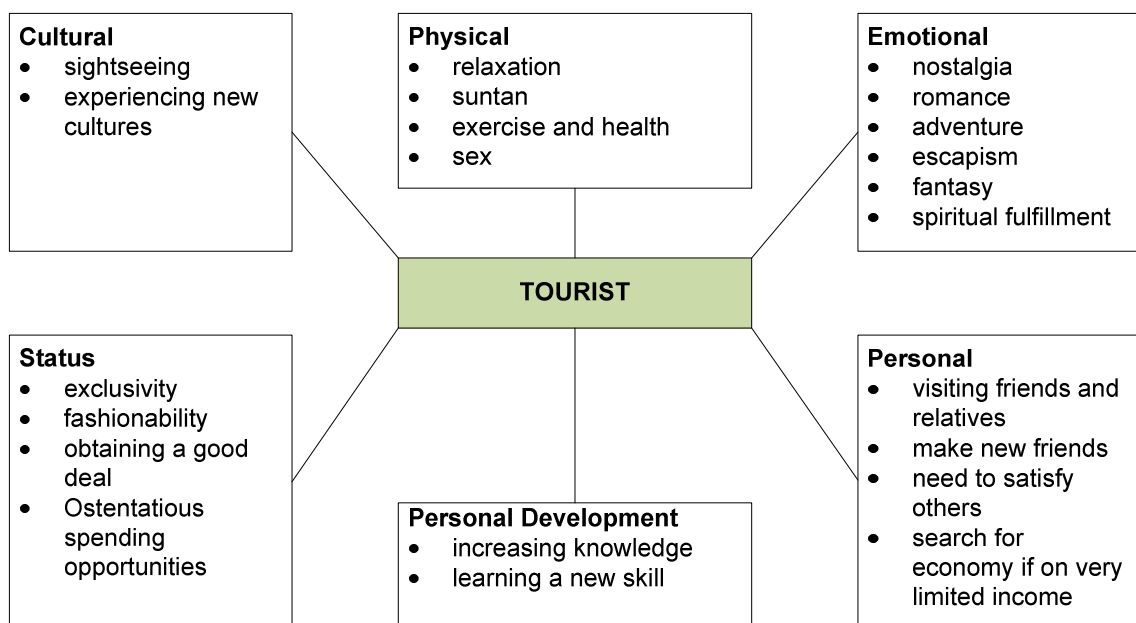 Cultural
• sightseeing
• experiencing new
cultures
Physical
• relaxation
• suntan
• exercise and health
• sex
Emotional
• nostalgia
• romance
• adventure
• escapism
• fantasy
• spiritual fulfillment
TOURIST
Status
• exclusivity
• fashionability
• obtaining a good
deal
• Ostentatious
spending
opportunities
Personal Development
• increasing knowledge
• learning a new skill
Personal
• visiting friends and
relatives
• make new friends
• need to satisfy
others
• search for
economy if on very
limited income